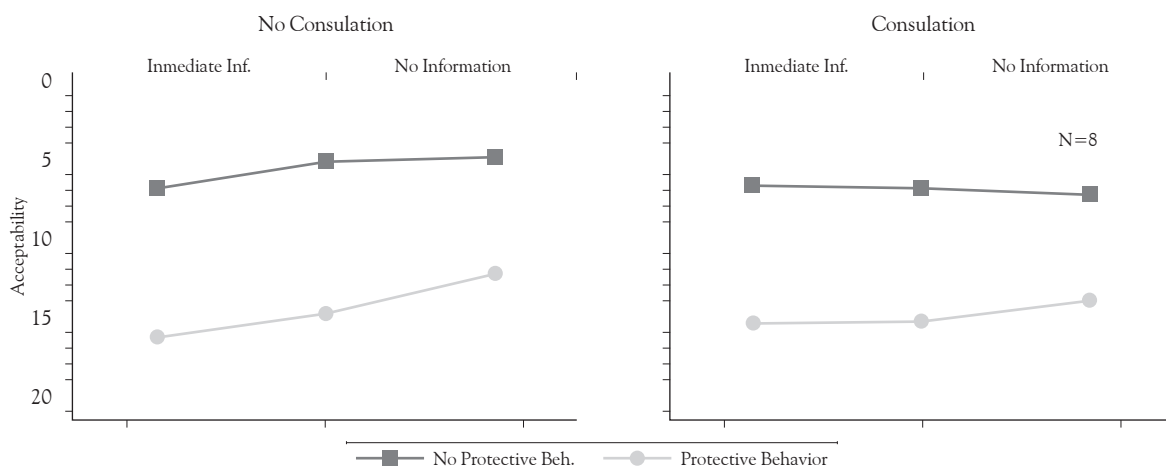 No Consulation
Consulation
Inmediate Inf.
No Information
Inmediate Inf.
No Information
0
5
10
15
20
Acceptability
N=8
No Protective Beh.
Protective Behavior